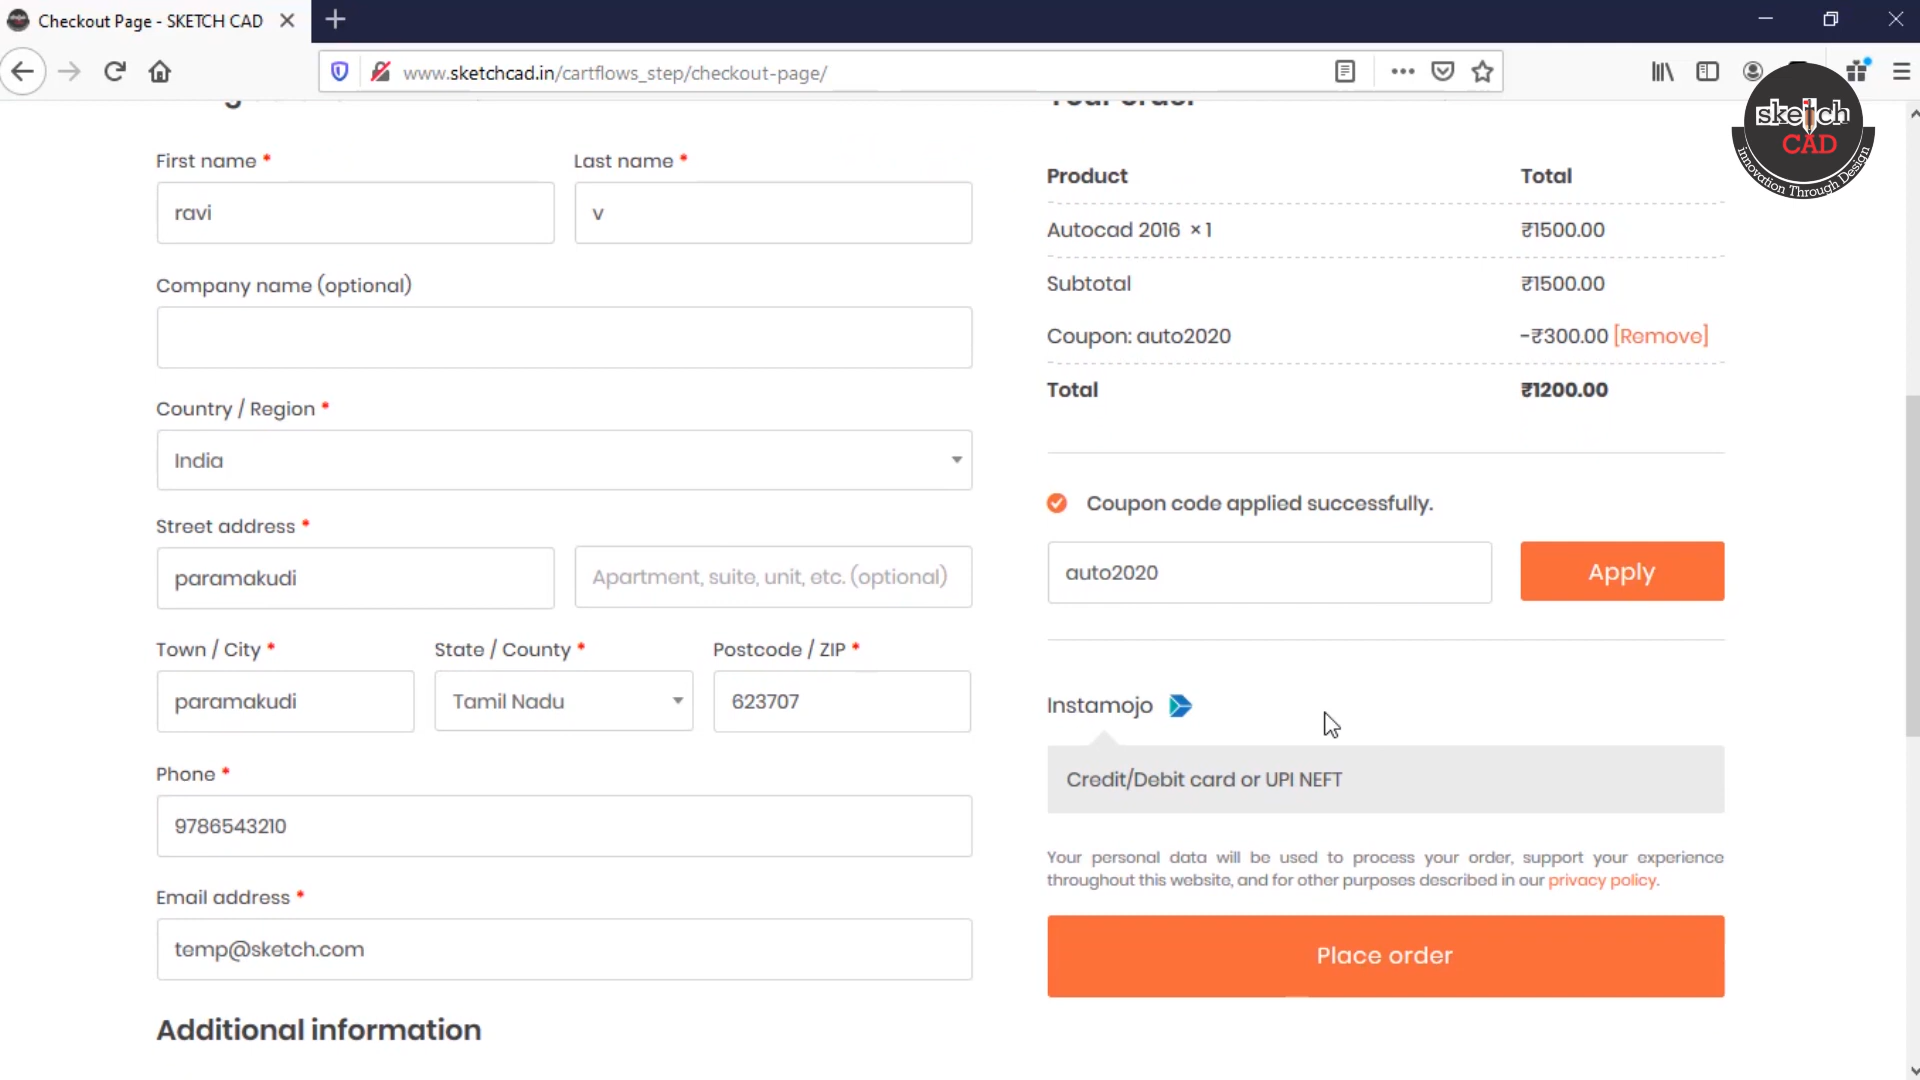 Checkout Page - SKETCH CAD
www.sketchcad.in/cartflows_step/checkout-page/
sketch
CAD
innovation Through Design
Your order
First name *
Last name *
ravi
v
Company name (optional)
Country / Region *
India
Street address *
paramakudi
Apartment, suite, unit, etc. (optional)
Town / City *
State / County *
Postcode / ZIP *
paramakudi
Tamil Nadu
623707
Phone *
9786543210
Email address *
temp@sketch.com
Additional information
Product Total
Autocad 2016 × 1 ₹1500.00
Subtotal ₹1500.00
Coupon: auto2020 -₹300.00 [Remove]
Total ₹1200.00
Coupon code applied successfully.
auto2020
Apply
Instamojo
Credit/Debit card or UPI NEFT
Your personal data will be used to process your order, support your experience
throughout this website, and for other purposes described in our privacy policy.
Place order